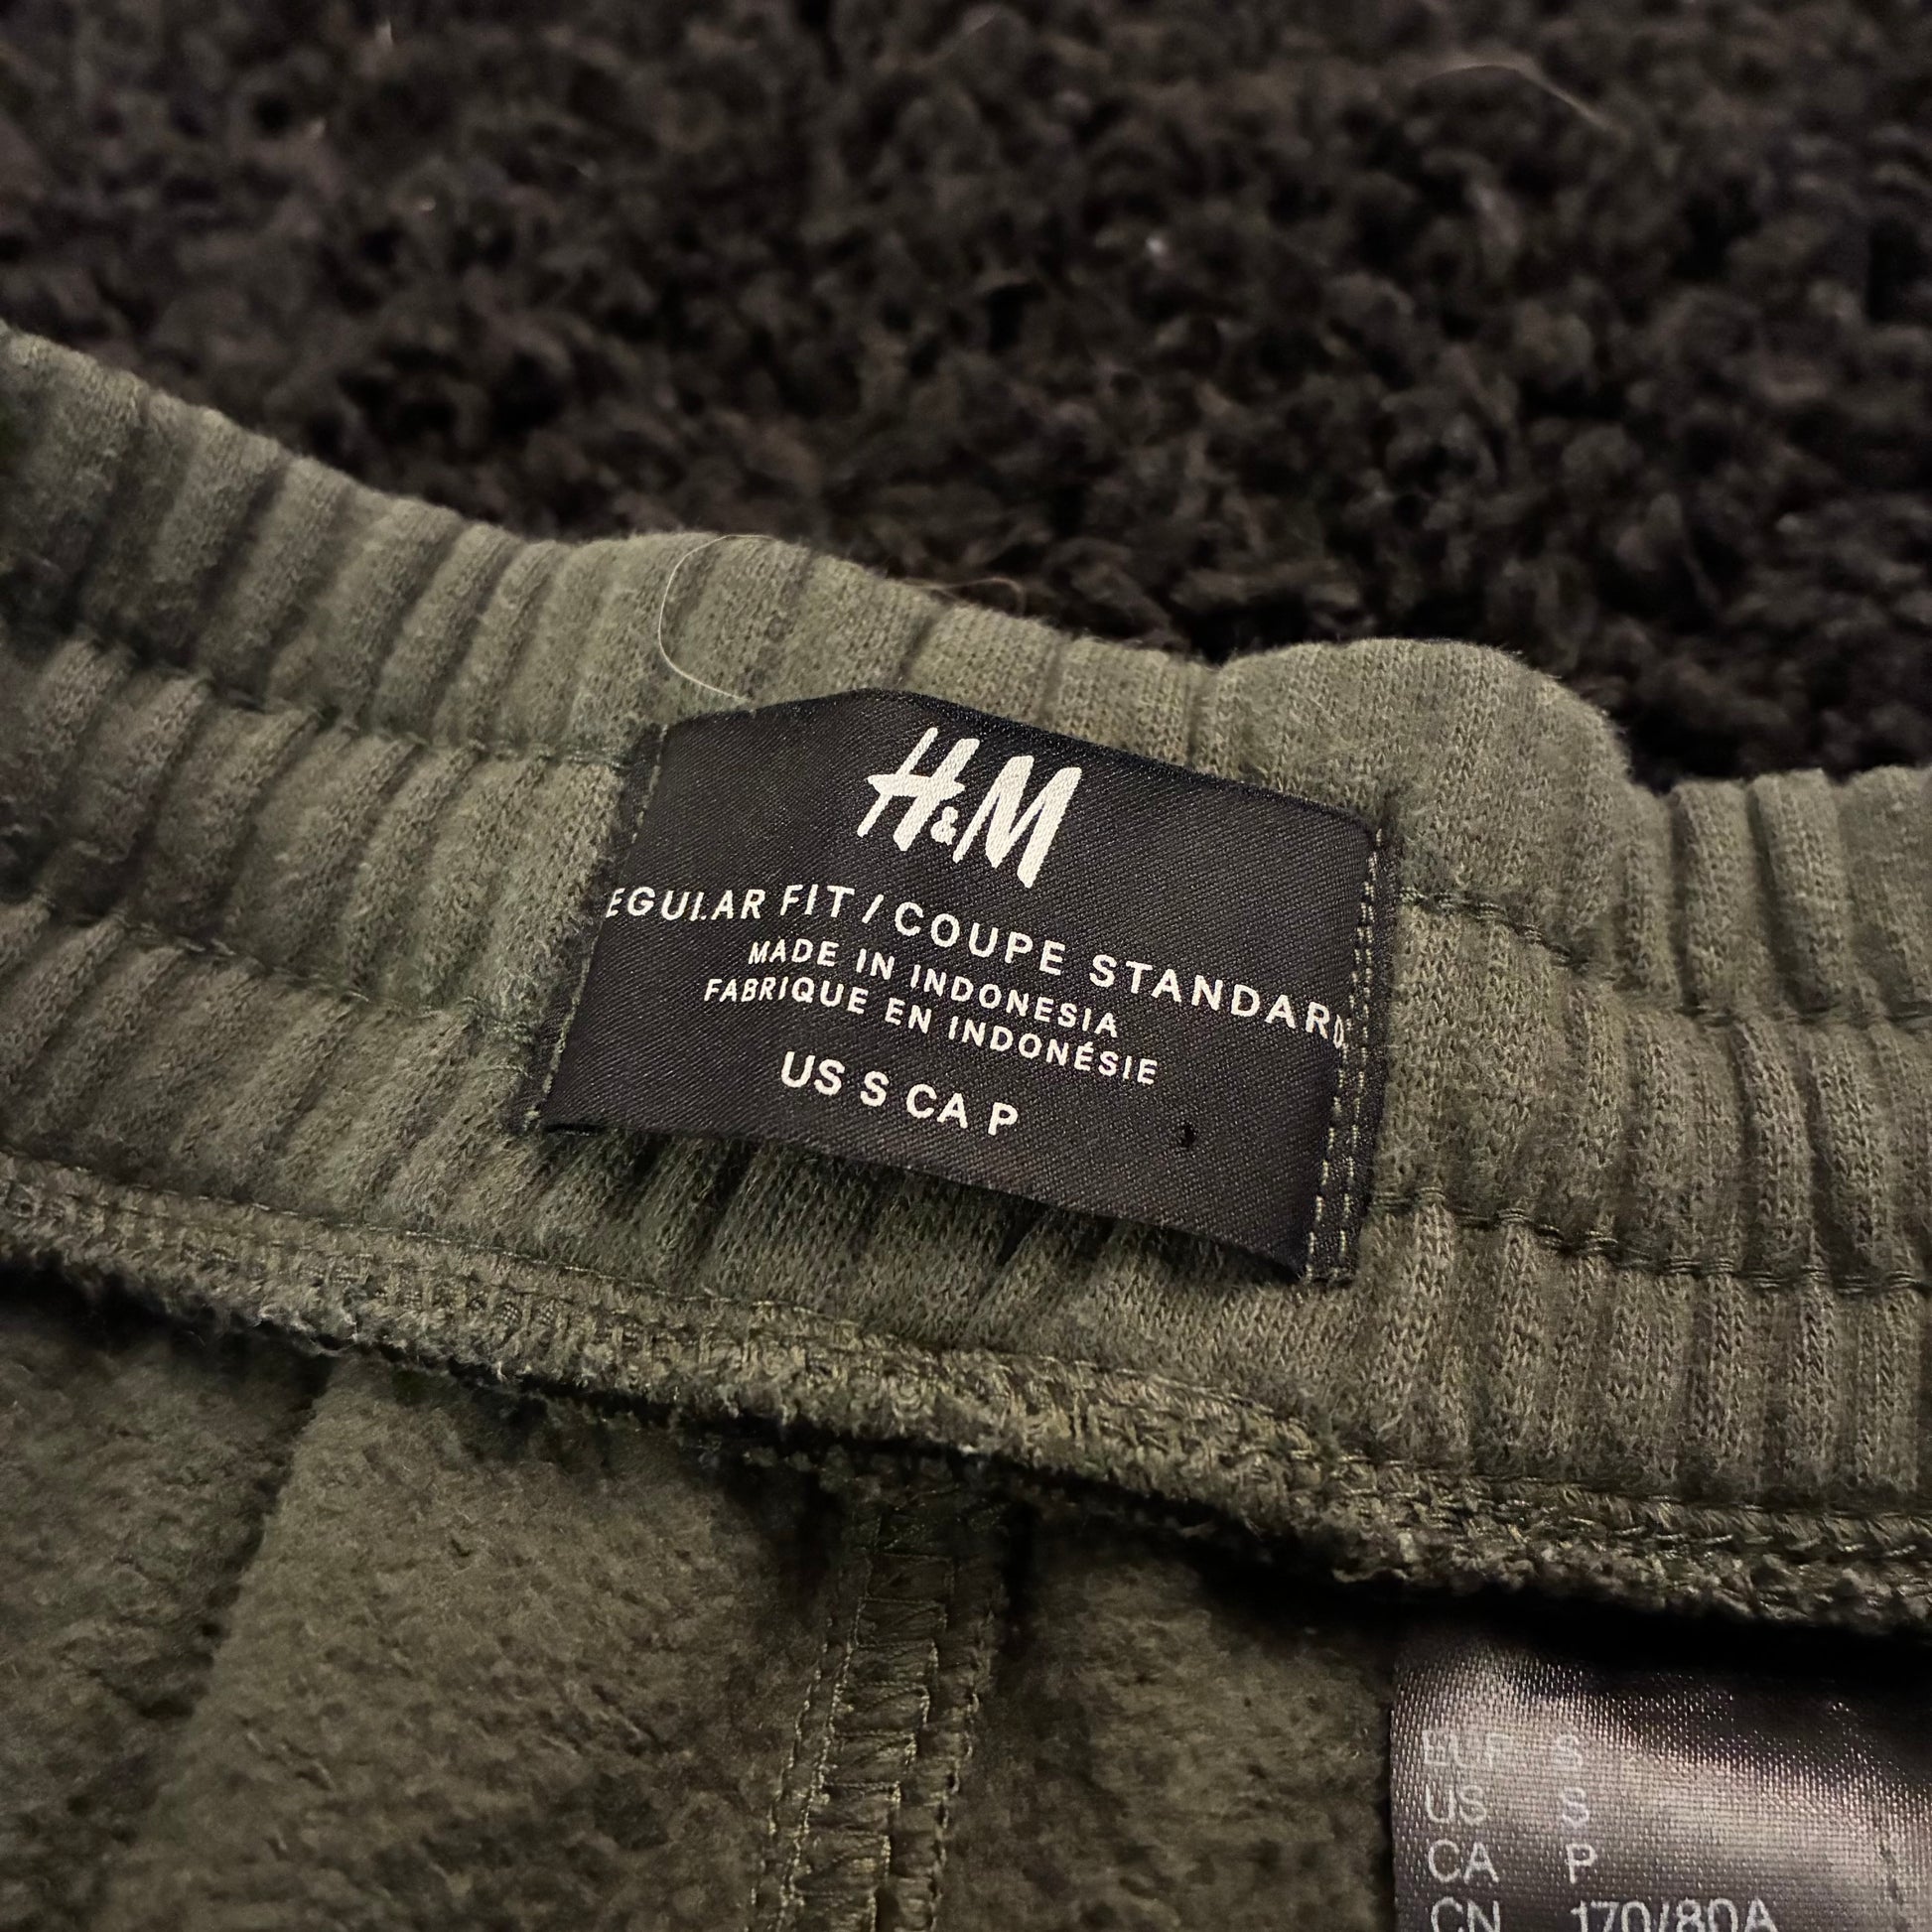 H&M
EGULAR FIT / COUPE STANDARD
MADE IN INDONESIA
FABRIQUE EN INDONÉSIE
US S CA P
EUR S
US S
CA P
CN 170/80A